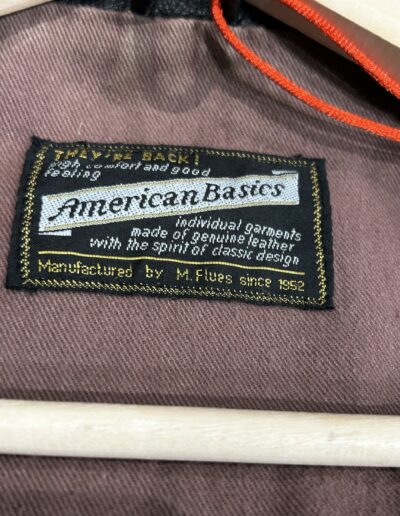 THEY'RE BACK!
high comfort and good
feeling
American Basics
individual garments
made of genuine leather
with the spirit of classic design
Manufactured by M. Flues since 1952